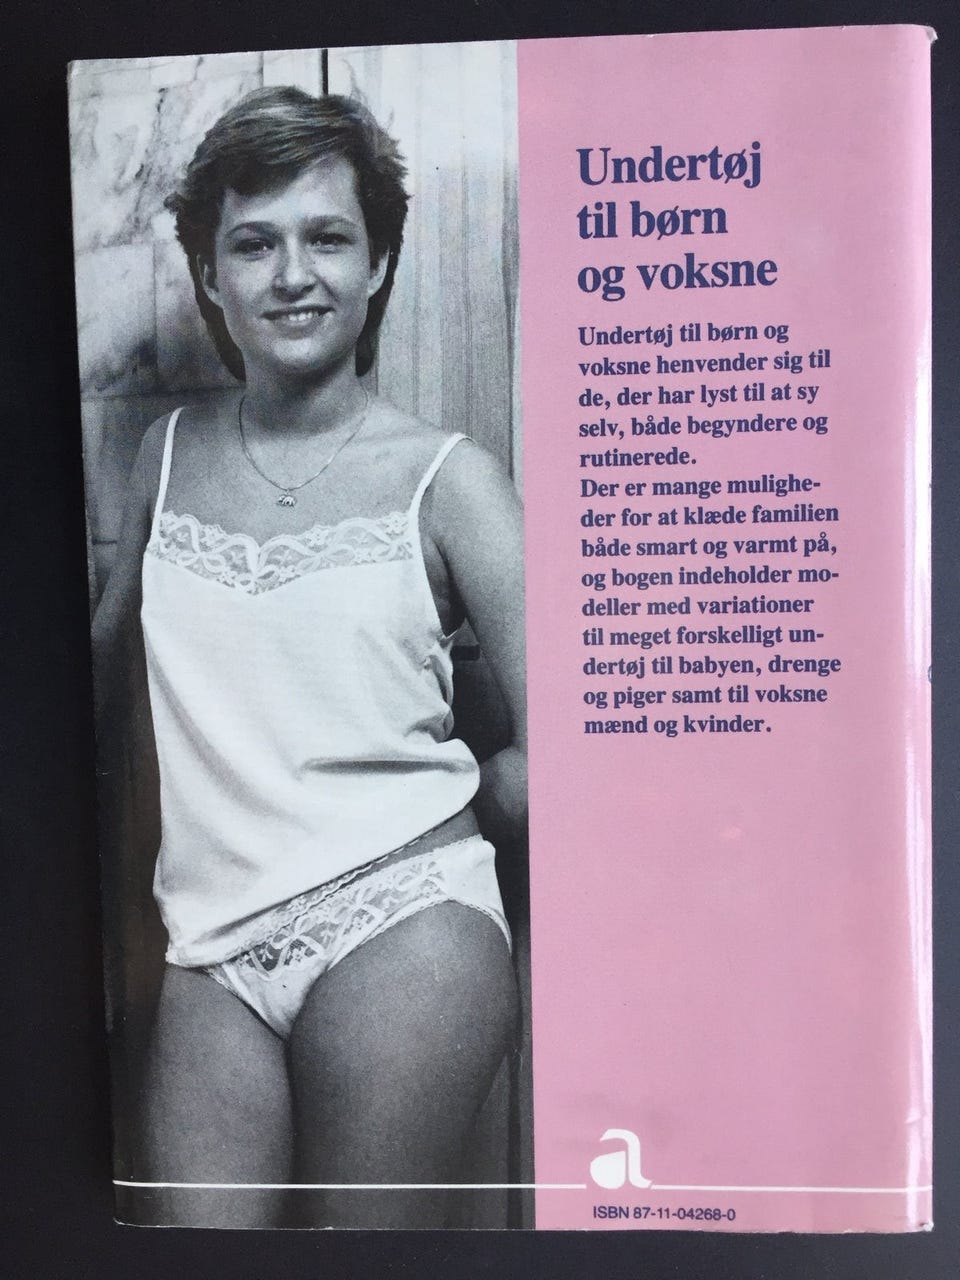 Undertøj
til børn
og voksne
Undertøj til børn og
voksne henvender sig til
de, der har lyst til at sy
selv, både begyndere og
rutinerede.
Der er mange mulighe-
der for at klæde familien
både smart og varmt på,
og bogen indeholder mo-
deller med variationer
til meget forskelligt un-
dertøj til babyen, drenge
og piger samt til voksne
mænd og kvinder.
a
ISBN 87-11-04268-0